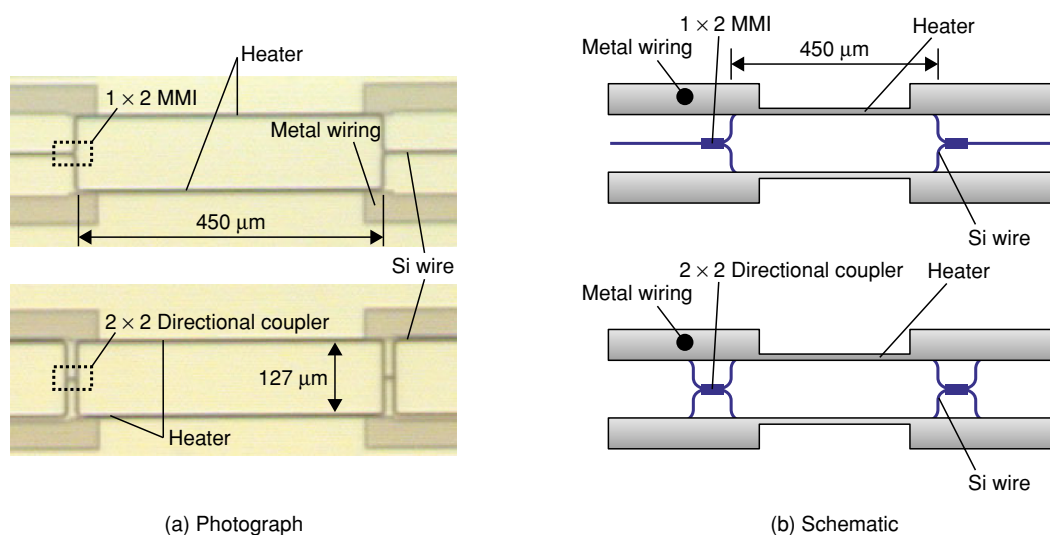 Heater
1 × 2 MMI
Metal wiring
450 μm
Si wire
2 × 2 Directional coupler
127 μm
Heater
(a) Photograph
1 × 2 MMI
Metal wiring
450 μm
Heater
Si wire
2 × 2 Directional coupler
Metal wiring
Heater
Si wire
(b) Schematic